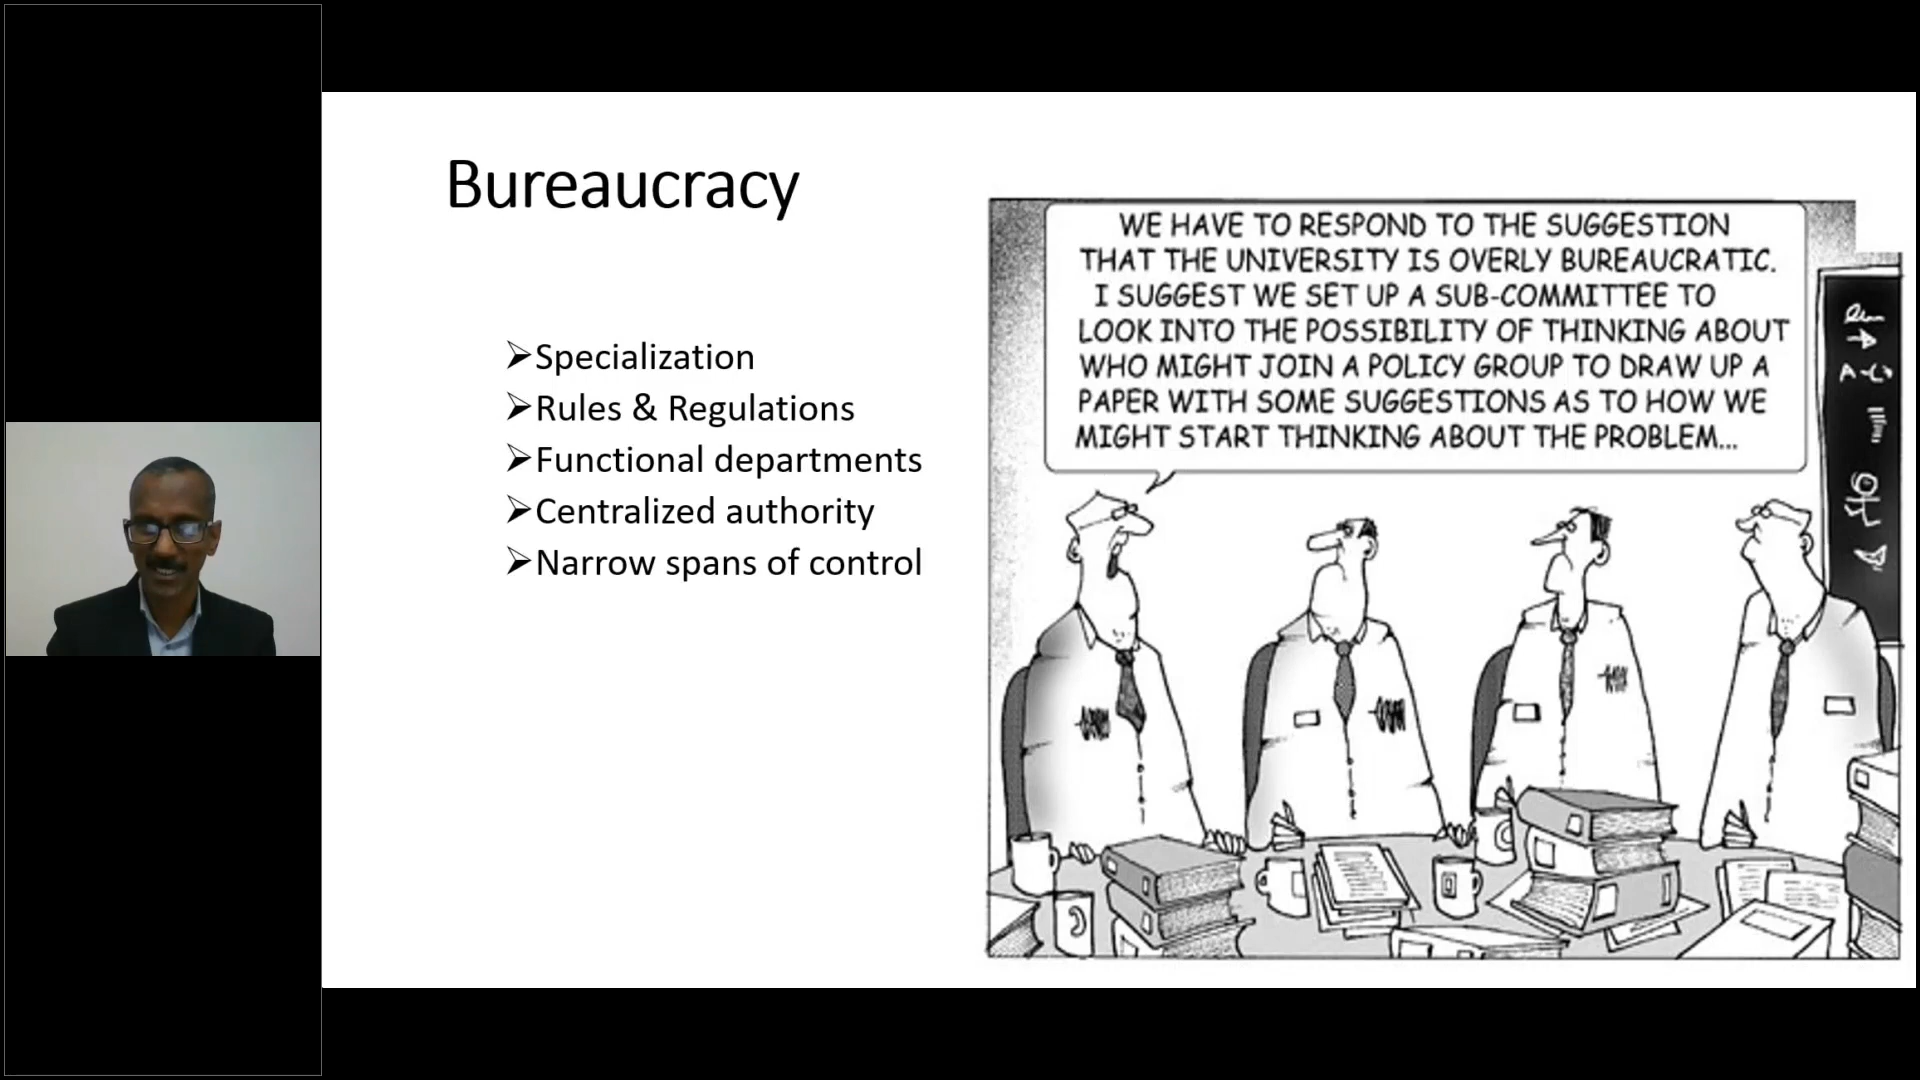 Bureaucracy
➢Specialization
➢Rules & Regulations
➢Functional departments
➢Centralized authority
➢Narrow spans of control
WE HAVE TO RESPOND TO THE SUGGESTION
THAT THE UNIVERSITY IS OVERLY BUREAUCRATIC.
I SUGGEST WE SET UP A SUB-COMMITTEE TO
LOOK INTO THE POSSIBILITY OF THINKING ABOUT
WHO MIGHT JOIN A POLICY GROUP TO DRAW UP A
PAPER WITH SOME SUGGESTIONS AS TO HOW WE
MIGHT START THINKING ABOUT THE PROBLEM...